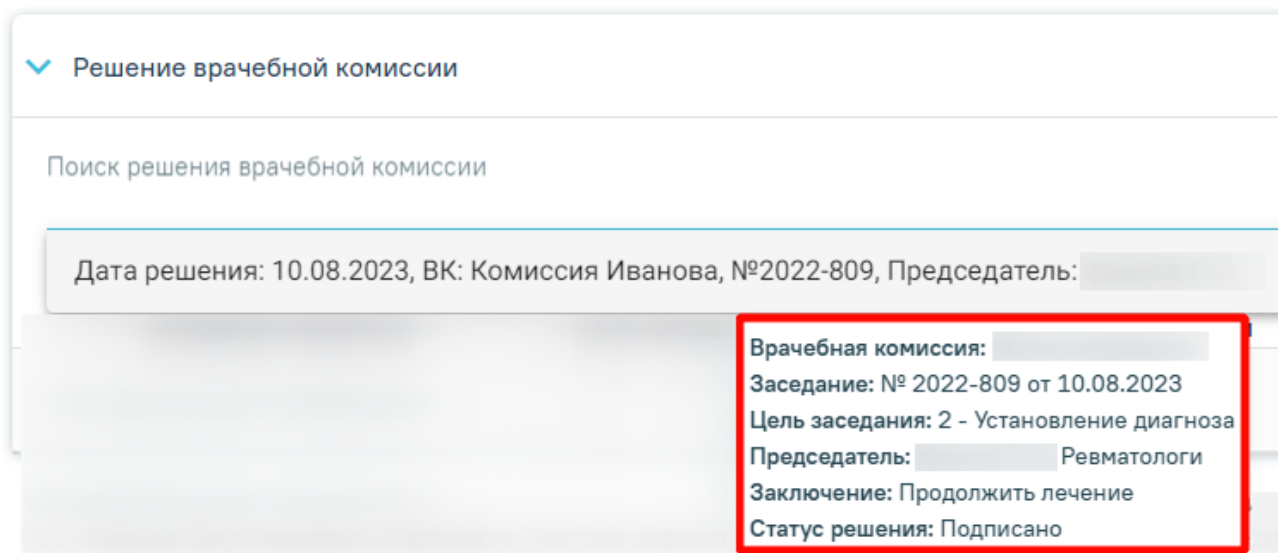 Решение врачебной комиссии
Поиск решения врачебной комиссии
Дата решения: 10.08.2023, ВК: Комиссия Иванова, №2022-809, Председатель:
Врачебная комиссия:
Заседание: № 2022-809 от 10.08.2023
Цель заседания: 2 - Установление диагноза
Председатель: Ревматологи
Заключение: Продолжить лечение
Статус решения: Подписано